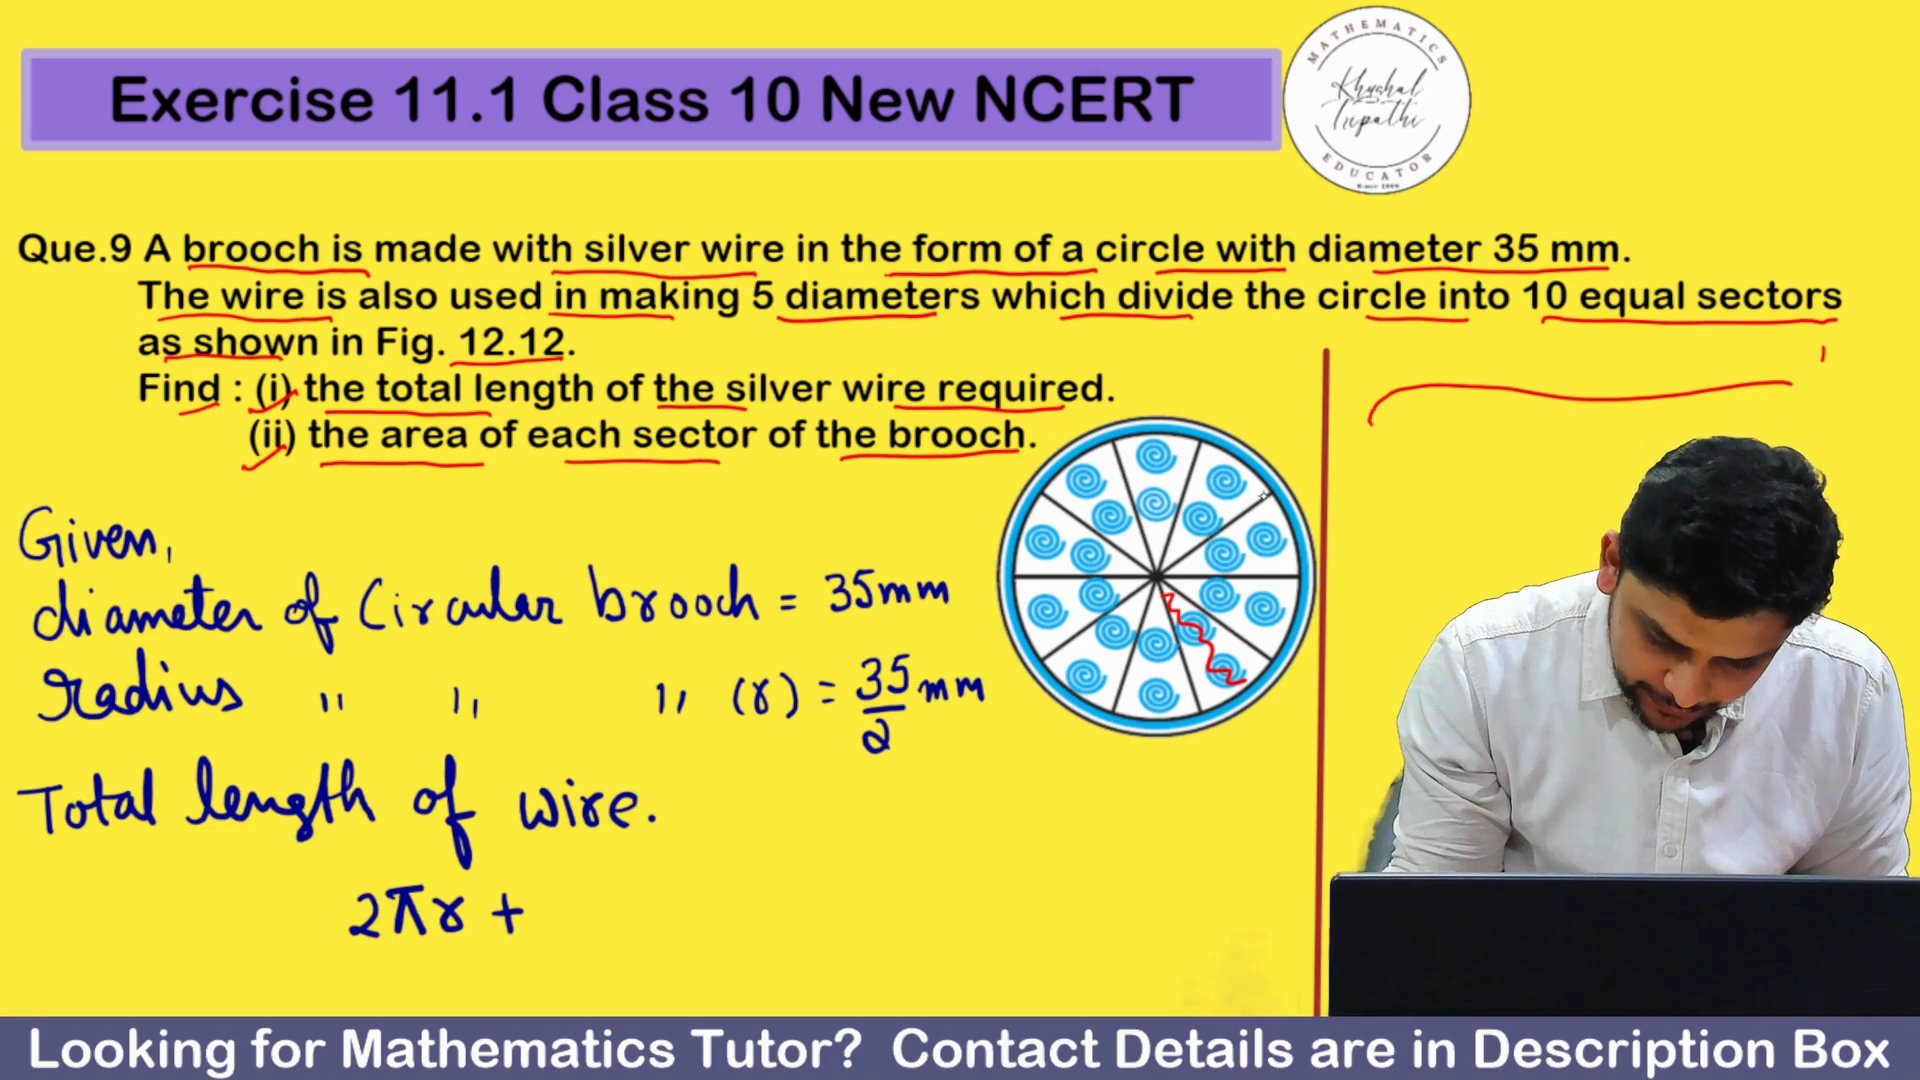 Exercise 11.1 Class 10 New NCERT
MATHEMATICS
Khushal
Tripathi
EDUCATOR
Que.9 A brooch is made with silver wire in the form of a circle with diameter 35 mm.
The wire is also used in making 5 diameters which divide the circle into 10 equal sectors
as shown in Fig. 12.12.
Find : (i) the total length of the silver wire required.
(ii) the area of each sector of the brooch.
Given,
diameter of Circular brooch = 35mm
radius " " " (r) = 35/2 mm
Total length of wire.
2πr +
Looking for Mathematics Tutor? Contact Details are in Description Box